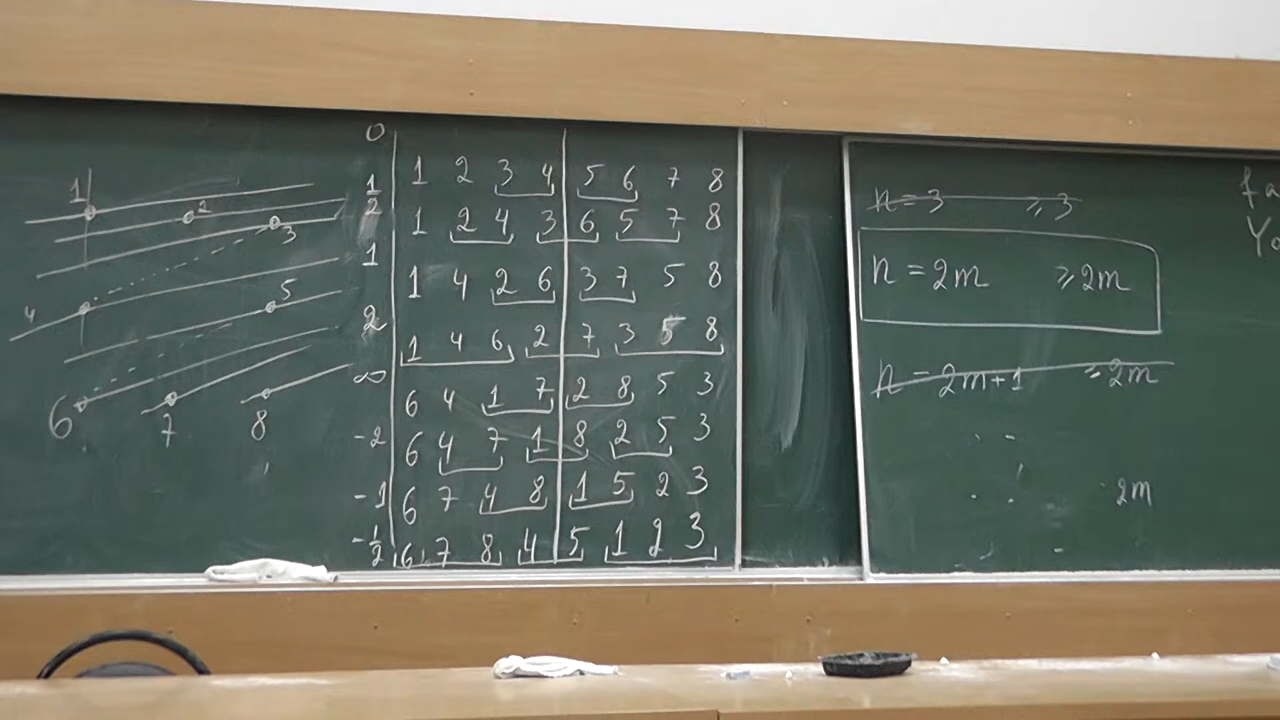 1
2
3
4
5
6
7
8
0
1 2 3 4 5 6 7 8
1/2
1 2 4 3 6 5 7 8
1
1 4 2 6 3 7 5 8
2
1 4 6 2 7 3 5 8
∞
6 4 1 7 2 8 5 3
-2
6 4 7 1 8 2 5 3
-1
6 7 4 8 1 5 2 3
-1/2
6 7 8 4 5 1 2 3
n = 3 ⩾ 3
n = 2m ⩾ 2m
n = 2m+1 ⩾ 2m
2m